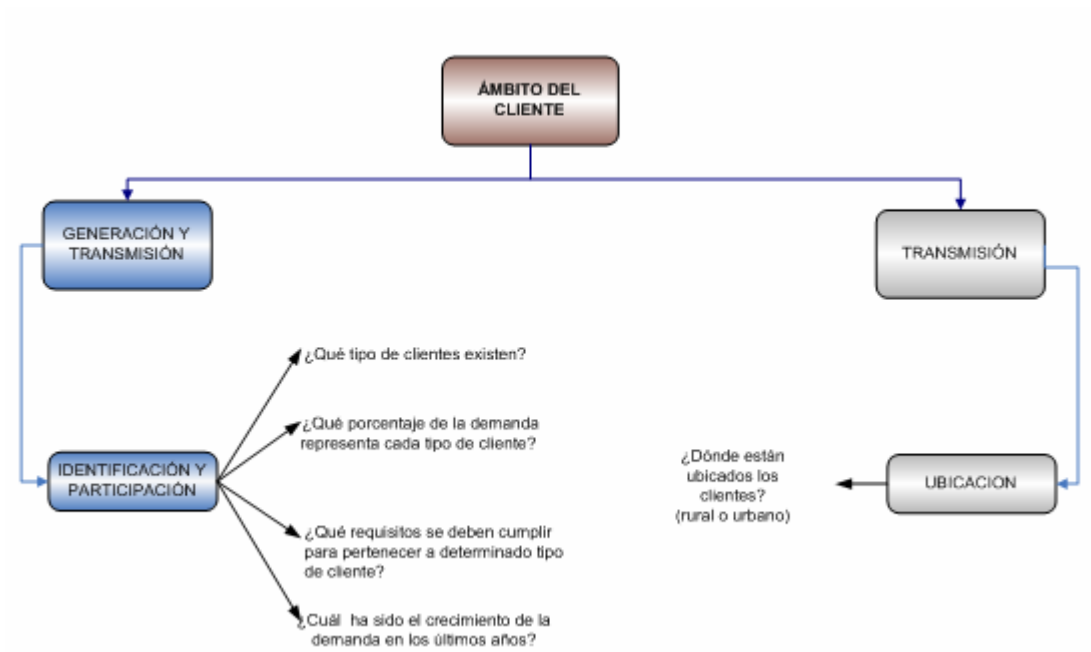 ÁMBITO DEL
CLIENTE
GENERACIÓN Y
TRANSMISIÓN
TRANSMISIÓN
¿Qué tipo de clientes existen?
¿Qué porcentaje de la demanda
representa cada tipo de cliente?
IDENTIFICACIÓN Y
PARTICIPACIÓN
¿Qué requisitos se deben cumplir
para pertenecer a determinado tipo
de cliente?
¿Cuál ha sido el crecimiento de la
demanda en los últimos años?
¿Dónde están
ubicados los
clientes?
(rural o urbano)
UBICACION